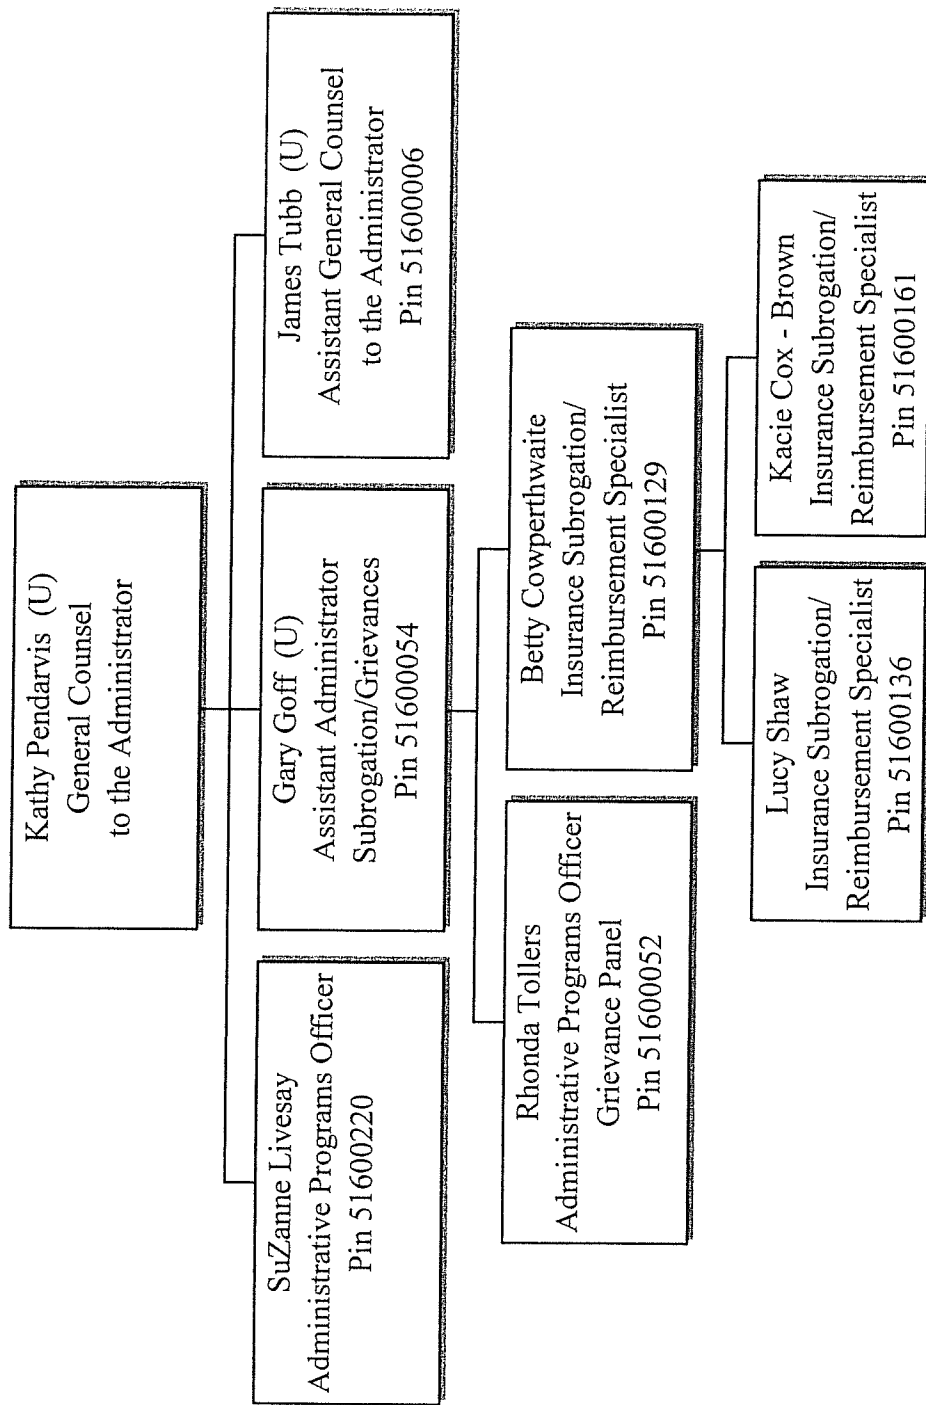 Kathy Pendarvis (U)
General Counsel
to the Administrator
SuZanne Livesay
Administrative Programs Officer
Pin 51600220
Gary Goff (U)
Assistant Administrator
Subrogation/Grievances
Pin 51600054
James Tubb (U)
Assistant General Counsel
to the Administrator
Pin 51600006
Rhonda Tollers
Administrative Programs Officer
Grievance Panel
Pin 51600052
Betty Cowperthwaite
Insurance Subrogation/
Reimbursement Specialist
Pin 51600129
Lucy Shaw
Insurance Subrogation/
Reimbursement Specialist
Pin 51600136
Kacie Cox - Brown
Insurance Subrogation/
Reimbursement Specialist
Pin 51600161